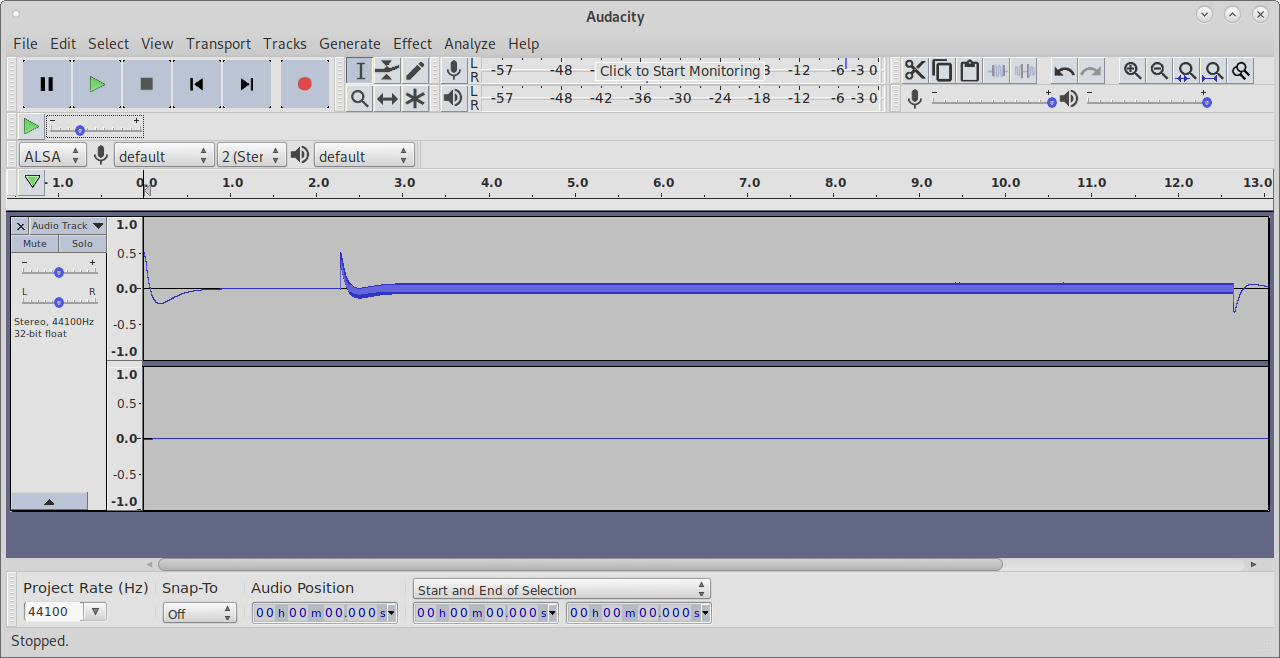 Audacity
File Edit Select View Transport Tracks Generate Effect Analyze Help
L
R
-57 -48 - Click to Start Monitoring 3 -12 -6 -3 0
L
R
-57 -48 -42 -36 -30 -24 -18 -12 -6 -3 0
- +
- +
- +
ALSA default 2 (Ster default
- 1.0 0.0 1.0 2.0 3.0 4.0 5.0 6.0 7.0 8.0 9.0 10.0 11.0 12.0 13.0
X Audio Track
Mute Solo
- +
L R
Stereo, 44100Hz
32-bit float
1.0
0.5
0.0
-0.5
-1.0
1.0
0.5
0.0
-0.5
-1.0
Project Rate (Hz) Snap-To Audio Position Start and End of Selection
44100 Off 00 h 00 m 00.000 s 00 h 00 m 00.000 s 00 h 00 m 00.000 s
Stopped.